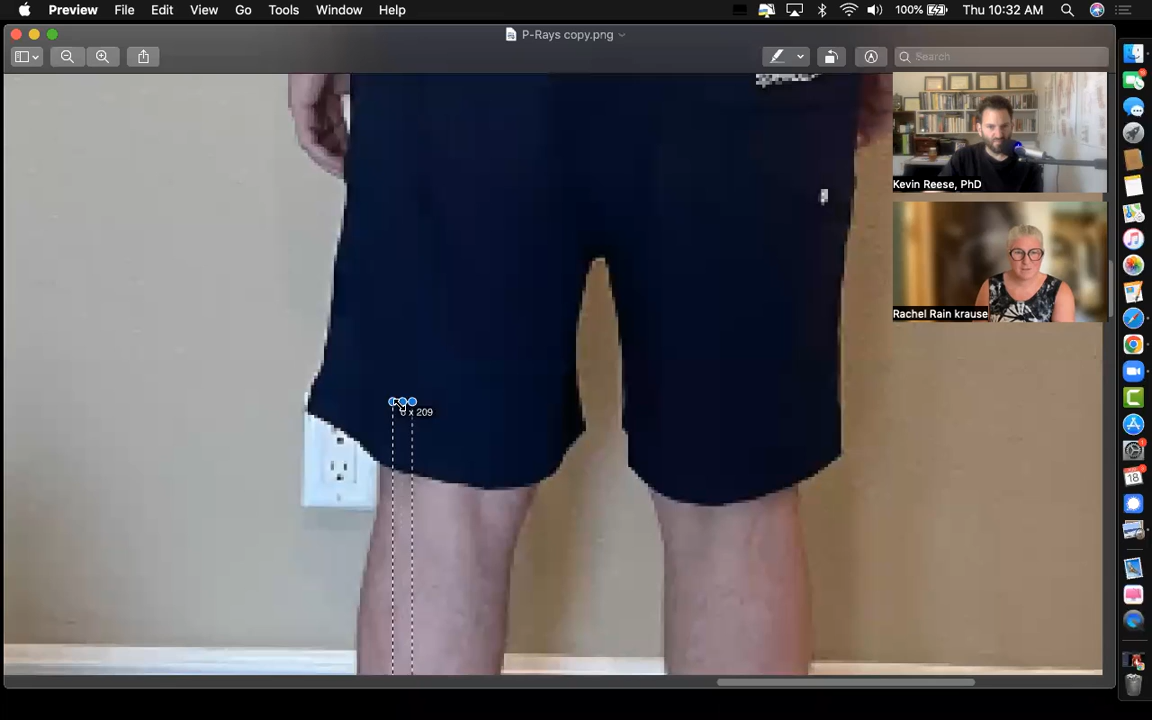 Preview File Edit View Go Tools Window Help 100% Thu 10:32 AM
P-Rays copy.png
Search
Kevin Reese, PhD
Rachel Rain krause
x 209
18